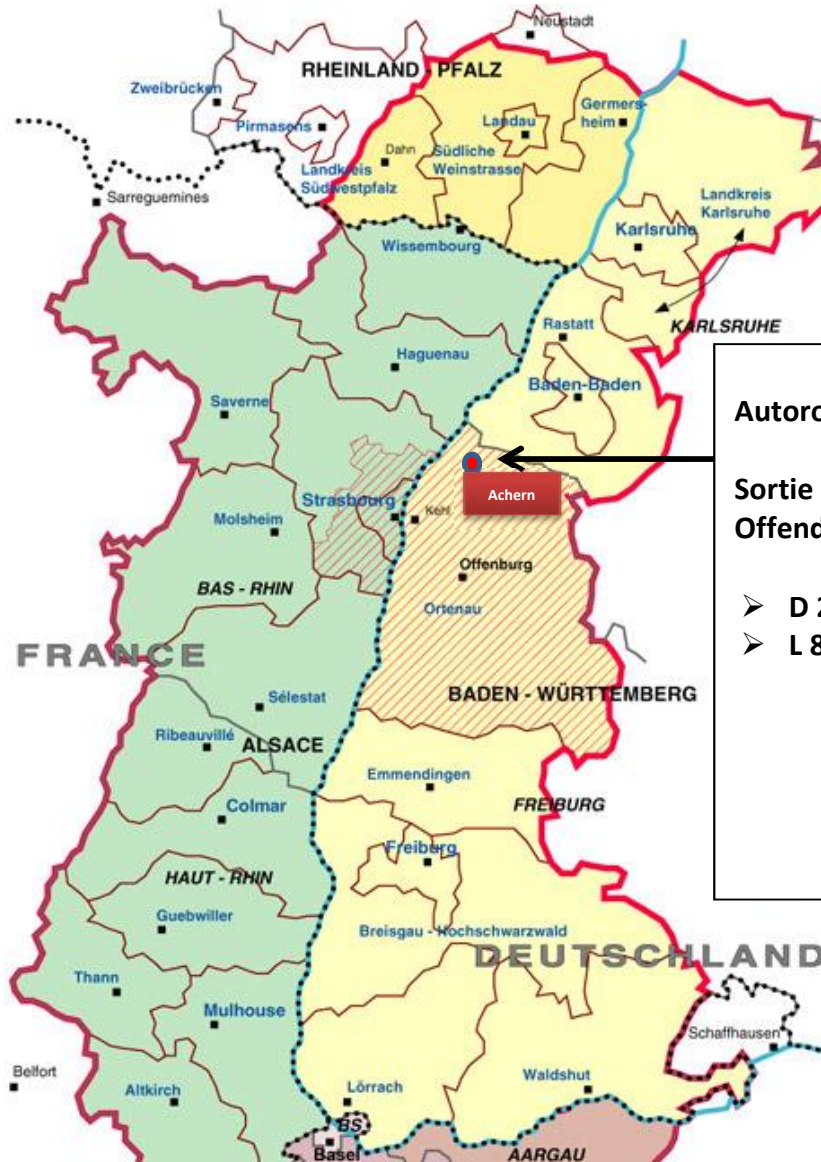 Neustadt
RHEINLAND - PFALZ
Zweibrücken
Germers-
heim
Pirmasens
Landau
Dahn
Südliche
Weinstrasse
Landkreis
Südwestpfalz
Landkreis
Karlsruhe
Sarreguemines
Karlsruhe
Wissembourg
Rastatt
KARLSRUHE
Haguenau
Baden-Baden
Saverne
Achern
Strasbourg
Kehl
Molsheim
Offenburg
BAS - RHIN
Ortenau
FRANCE
BADEN - WÜRTTEMBERG
Sélestat
Ribeauvillé
ALSACE
Emmendingen
FREIBURG
Colmar
Freiburg
HAUT - RHIN
Guebwiller
Breisgau - Hochschwarzwald
DEUTSCHLAND
Thann
Mulhouse
Schaffhausen
Belfort
Altkirch
Lörrach
Waldshut
BS
Basel
AARGAU
Sortie
➢ D 2
➢ L 8